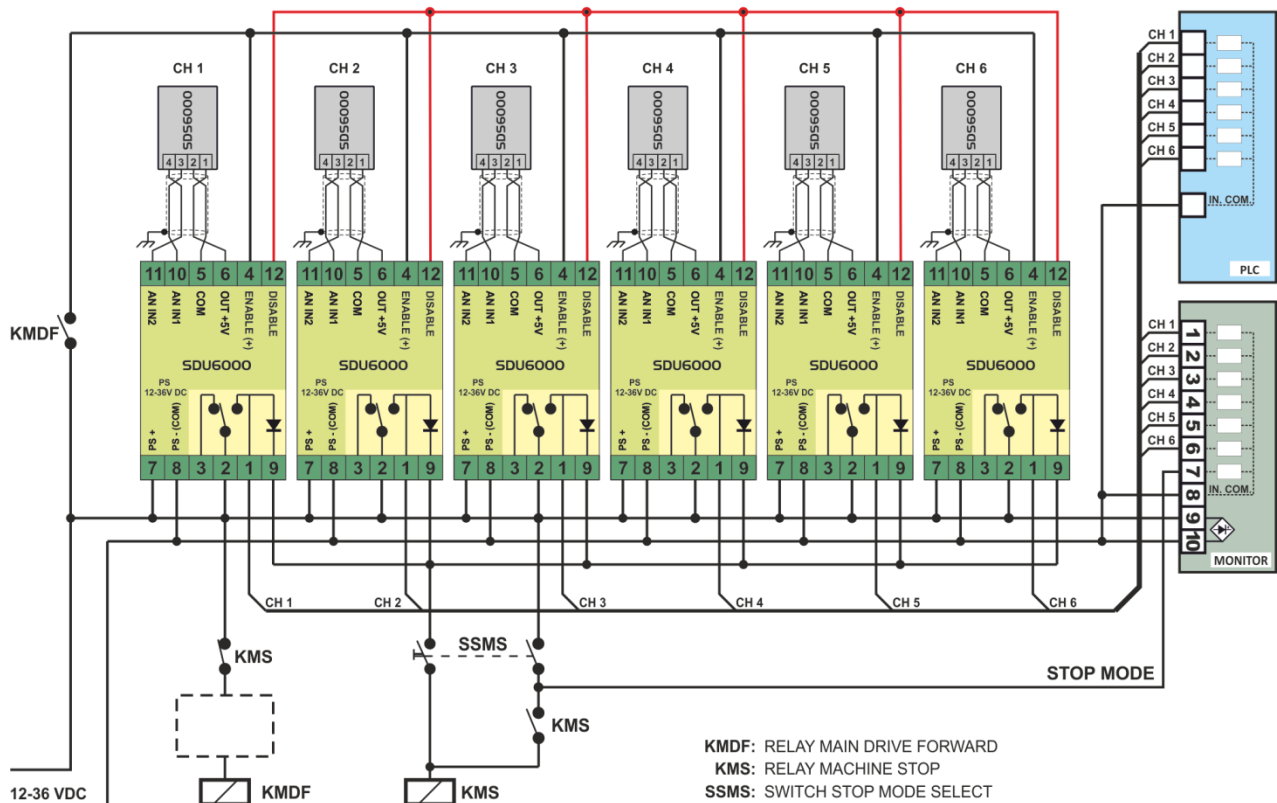 CH 1
CH 2
CH 3
CH 4
CH 5
CH 6
SDS6000
SDS6000
SDS6000
SDS6000
SDS6000
SDS6000
4 3 2 1
4 3 2 1
4 3 2 1
4 3 2 1
4 3 2 1
4 3 2 1
11 10 5 6 4 12
AN IN2
AN IN1
COM
OUT +5V
ENABLE (+)
DISABLE
SDU6000
PS
12-36V DC
+ PS
(COM) - PS
7 8 3 2 1 9
11 10 5 6 4 12
AN IN2
AN IN1
COM
OUT +5V
ENABLE (+)
DISABLE
SDU6000
PS
12-36V DC
+ PS
(COM) - PS
7 8 3 2 1 9
11 10 5 6 4 12
AN IN2
AN IN1
COM
OUT +5V
ENABLE (+)
DISABLE
SDU6000
PS
12-36V DC
+ PS
(COM) - PS
7 8 3 2 1 9
11 10 5 6 4 12
AN IN2
AN IN1
COM
OUT +5V
ENABLE (+)
DISABLE
SDU6000
PS
12-36V DC
+ PS
(COM) - PS
7 8 3 2 1 9
11 10 5 6 4 12
AN IN2
AN IN1
COM
OUT +5V
ENABLE (+)
DISABLE
SDU6000
PS
12-36V DC
+ PS
(COM) - PS
7 8 3 2 1 9
11 10 5 6 4 12
AN IN2
AN IN1
COM
OUT +5V
ENABLE (+)
DISABLE
SDU6000
PS
12-36V DC
+ PS
(COM) - PS
7 8 3 2 1 9
CH 1
CH 2
CH 3
CH 4
CH 5
CH 6
IN. COM.
PLC
CH 1 1
CH 2 2
CH 3 3
CH 4 4
CH 5 5
CH 6 6
7
8 IN. COM.
9
10
MONITOR
KMDF
CH 1
CH 2
CH 3
CH 4
CH 5
CH 6
KMS
SSMS
STOP MODE
KMS
12-36 VDC
KMDF
KMS
KMDF: RELAY MAIN DRIVE FORWARD
KMS: RELAY MACHINE STOP
SSMS: SWITCH STOP MODE SELECT